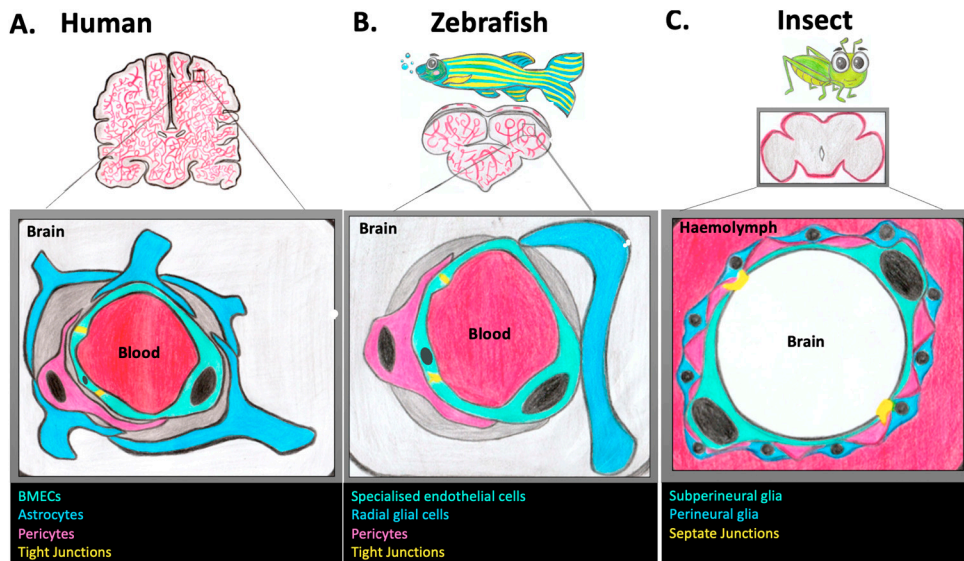 A. Human
B. Zebrafish
C. Insect
Brain
Blood
Brain
Blood
Haemolymph
Brain
BMECs
Astrocytes
Pericytes
Tight Junctions
Specialised endothelial cells
Radial glial cells
Pericytes
Tight Junctions
Subperineural glia
Perineural glia
Septate Junctions